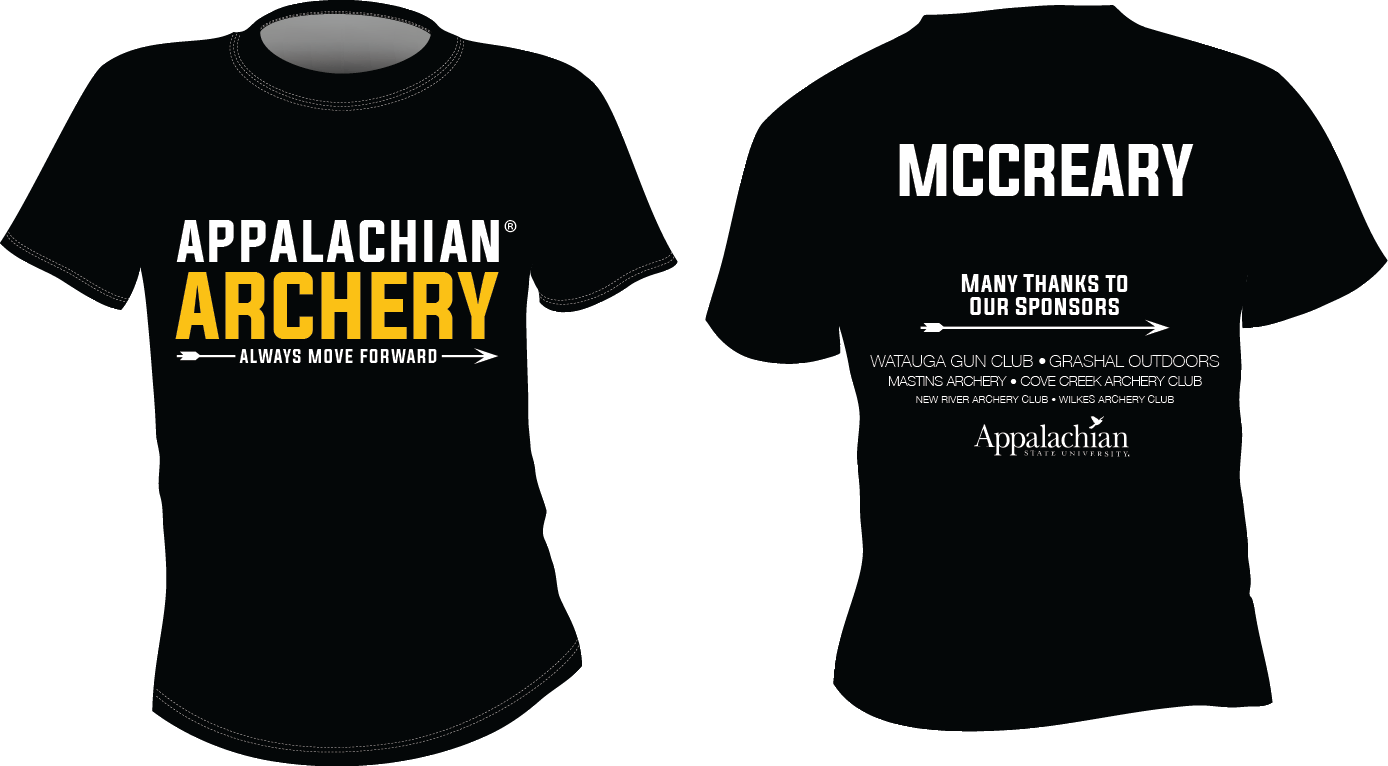 APPALACHIAN®
ARCHERY
ALWAYS MOVE FORWARD
MCCREARY
MANY THANKS TO
OUR SPONSORS
WATAUGA GUN CLUB • GRASHAL OUTDOORS
MASTINS ARCHERY • COVE CREEK ARCHERY CLUB
NEW RIVER ARCHERY CLUB • WILKES ARCHERY CLUB
Appalachian
STATE UNIVERSITY.